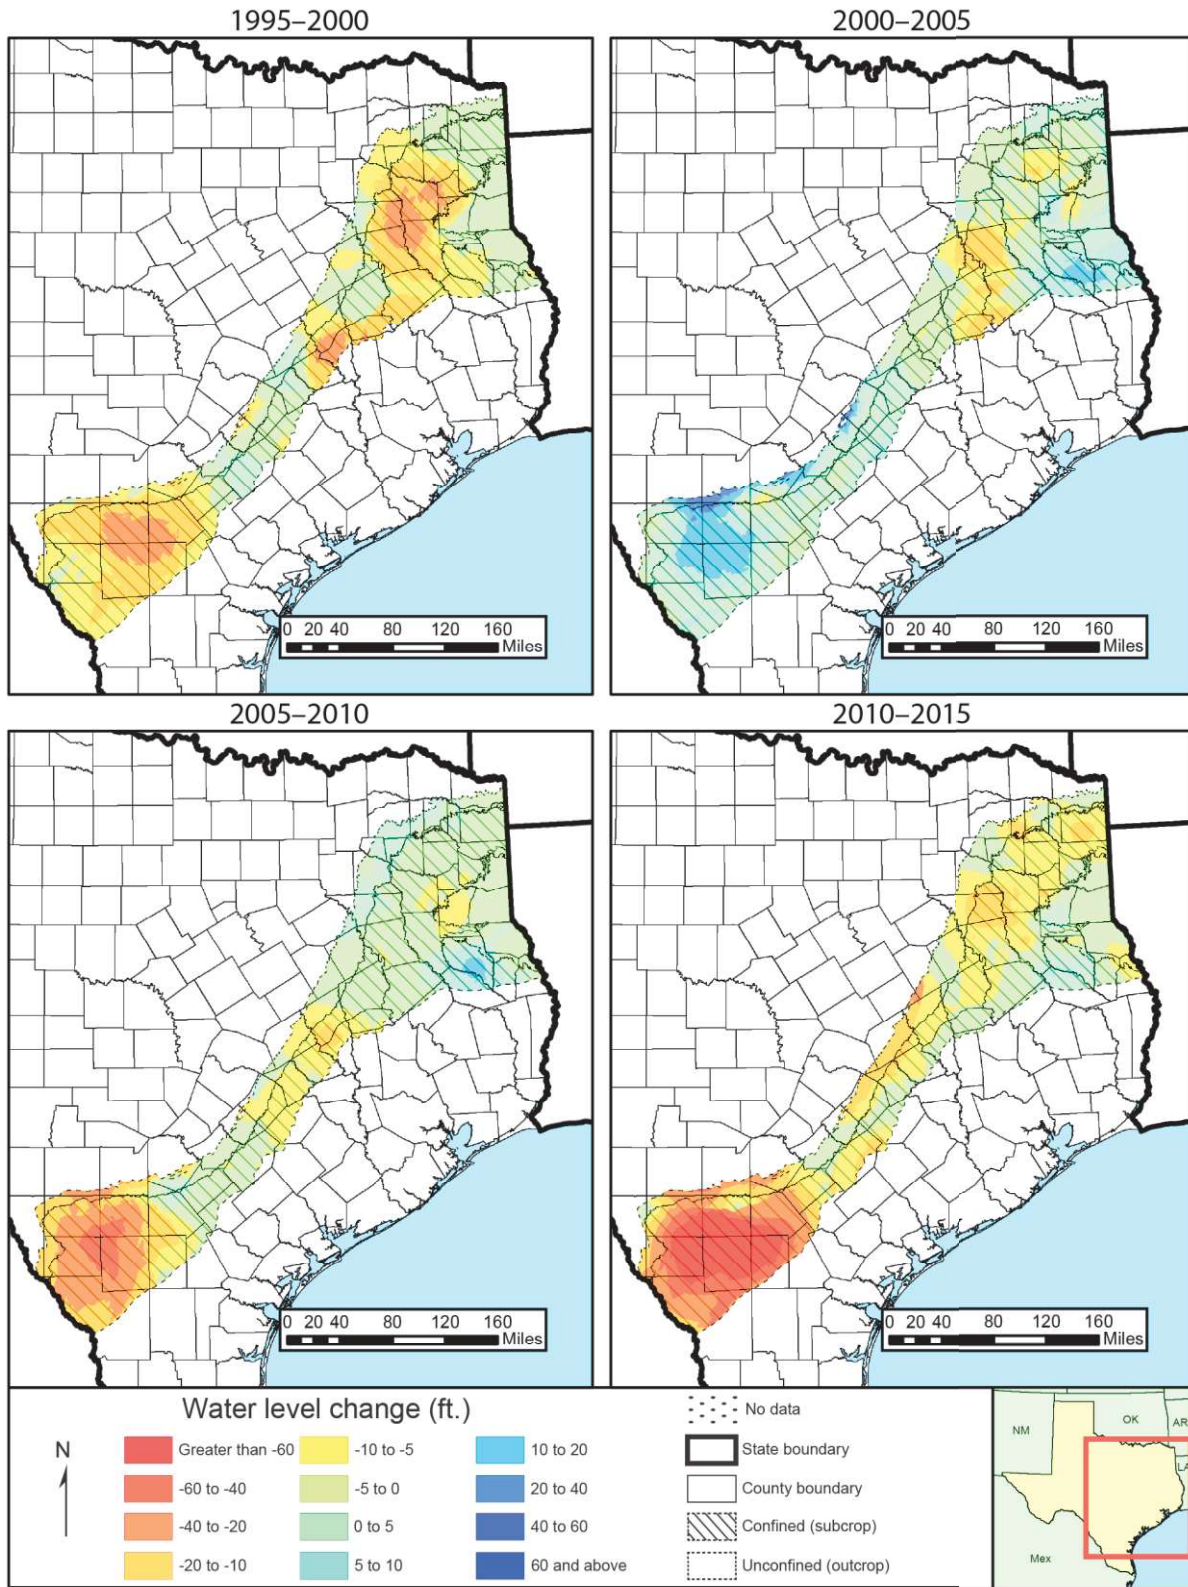 1995–2000
2000–2005
0 20 40 80 120 160
Miles
0 20 40 80 120 160
Miles
2005–2010
2010–2015
0 20 40 80 120 160
Miles
0 20 40 80 120 160
Miles
Water level change (ft.)
N
Greater than -60
-60 to -40
-40 to -20
-20 to -10
-10 to -5
-5 to 0
0 to 5
5 to 10
10 to 20
20 to 40
40 to 60
60 and above
No data
State boundary
County boundary
Confined (subcrop)
Unconfined (outcrop)
NM
OK
AR
LA
Mex